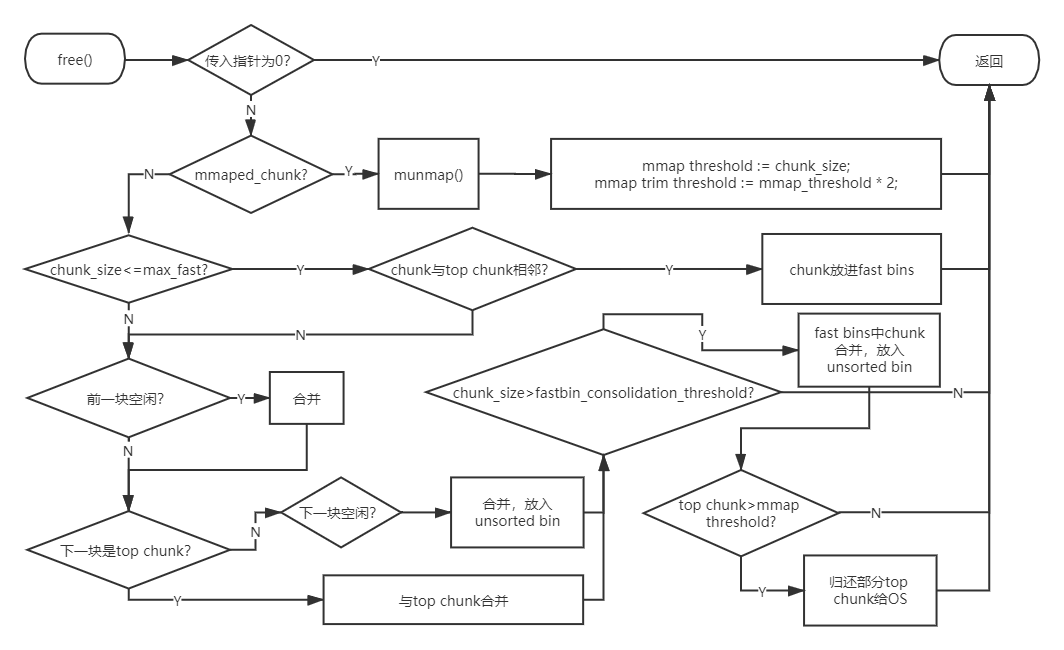 free()
传入指针为0?
Y
返回
N
mmaped_chunk?
N
Y
munmap()
mmap threshold := chunk_size;
mmap trim threshold := mmap_threshold * 2;
chunk_size<=max_fast?
Y
chunk与top chunk相邻?
Y
chunk放进fast bins
N
N
前一块空闲?
Y
合并
chunk_size>fastbin_consolidation_threshold?
Y
fast bins中chunk
合并，放入
unsorted bin
N
N
下一块是top chunk?
N
下一块空闲?
合并，放入
unsorted bin
top chunk>mmap
threshold?
N
Y
与top chunk合并
Y
归还部分top
chunk给OS